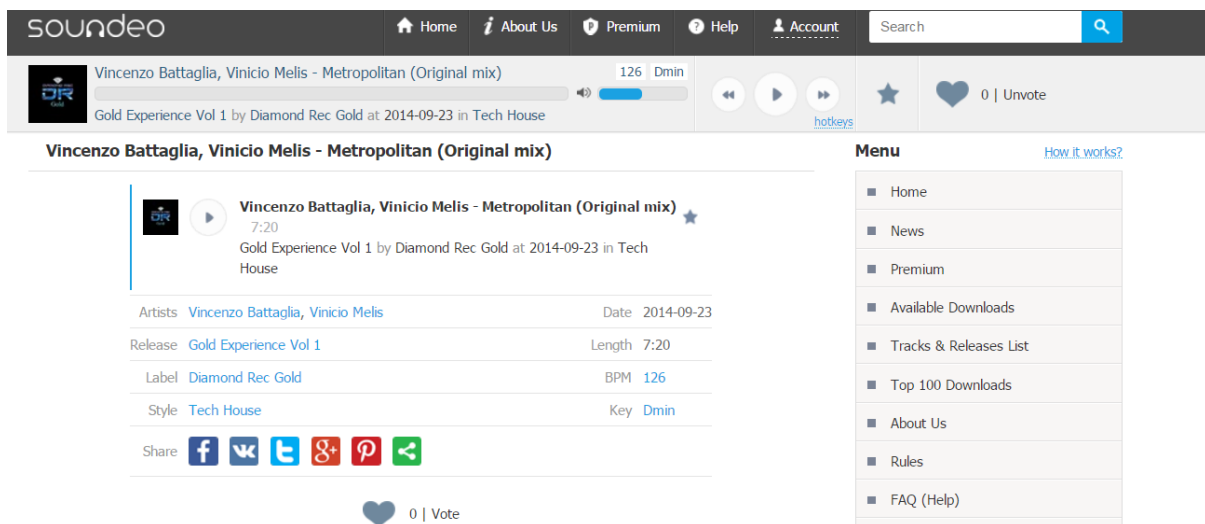 soundeo Home i About Us P Premium ? Help Account Search
Vincenzo Battaglia, Vinicio Melis - Metropolitan (Original mix) 126 Dmin
0 | Unvote
Gold Experience Vol 1 by Diamond Rec Gold at 2014-09-23 in Tech House
hotkeys
Vincenzo Battaglia, Vinicio Melis - Metropolitan (Original mix)
Vincenzo Battaglia, Vinicio Melis - Metropolitan (Original mix)
7:20
Gold Experience Vol 1 by Diamond Rec Gold at 2014-09-23 in Tech
House
Artists Vincenzo Battaglia, Vinicio Melis Date 2014-09-23
Release Gold Experience Vol 1 Length 7:20
Label Diamond Rec Gold BPM 126
Style Tech House Key Dmin
Share
0 | Vote
Menu How it works?
Home
News
Premium
Available Downloads
Tracks & Releases List
Top 100 Downloads
About Us
Rules
FAQ (Help)